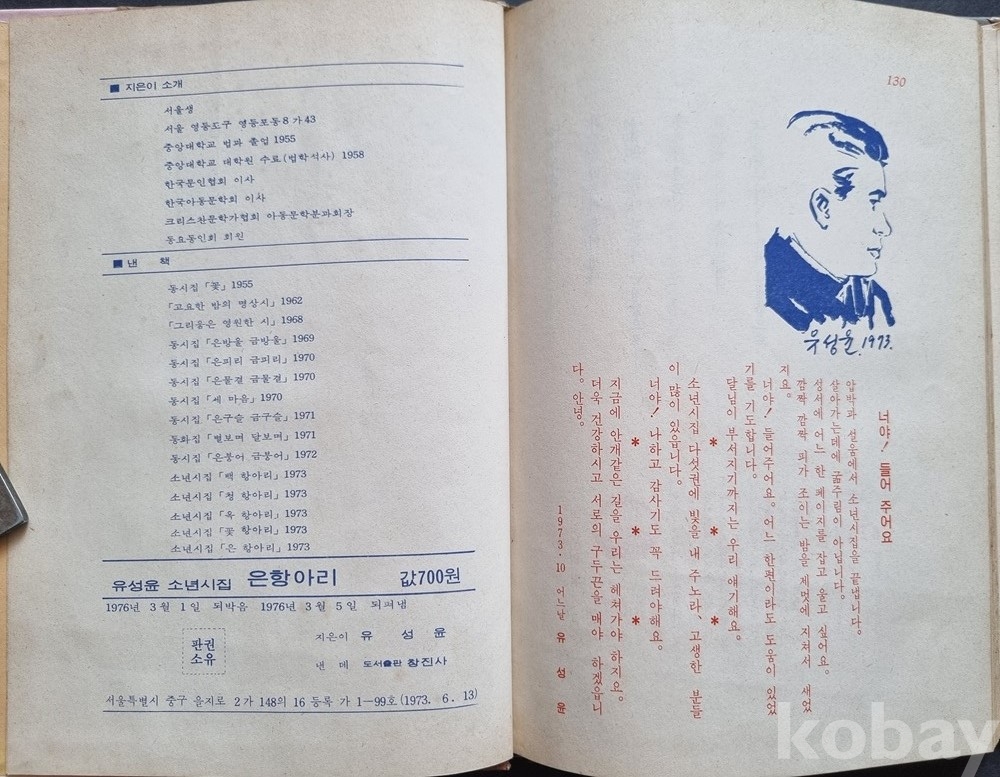 ■ 지은이 소개
서울생
서울 영등포구 영등포동 8 가 43
중앙대학교 법과 졸업 1955
중앙대학교 대학원 수료(법학석사) 1958
한국문인협회 이사
한국아동문학회 이사
크리스찬문학가협회 아동문학분과회장
동요동인회 회원
■ 낸 책
동시집 「꽃」 1955
「고요한 밤의 명상시」 1962
「그리움은 영원한 시」 1968
동시집 「은방울 금방울」 1969
동시집 「은피리 금피리」 1970
동시집 「은물결 금물결」 1970
동시집 「세 마음」 1970
동시집 「은구슬 금구슬」 1971
동화집 「별보며 달보며」 1971
동시집 「은붕어 금붕어」 1972
소년시집 「백 항아리」 1973
소년시집 「청 항아리」 1973
소년시집 「옥 항아리」 1973
소년시집 「꽃 항아리」 1973
소년시집 「은 항아리」 1973
유성윤 소년시집 은항아리 값700원
1976년 3월 1일 되박음 1976년 3월 5일 되펴냄
판권
소유
지은이 유 성 윤
낸 데 도서출판 창진사
서울특별시 중구 을지로 2 가 148의 16 등록 가 1—99호(1973. 6. 13)
130
유성윤. 1973.
너야! 들어 주어요
압박과 설움에서 소년시집을 끝냅니다.
살아가는데에 굶주림이 아닙니다.
성서에 어느 한 페이지를 잡고 울고 싶어요.
깜짝 깜짝 피가 조이는 밤을 제멋에 지쳐서 새었
지요.
너야! 들어주어요. 어느 한편이라도 도움이 있었
기를 기도합니다.
달님이 부서지기까지는 우리 얘기해요.
* * *
소년시집 다섯권에 빛을 내 주노라, 고생한 분들
이 많이 있읍니다.
너야! 나하고 감사기도 꼭 드려야해요.
* * *
지금에 안개같은 길을 우리는 헤쳐가야 하지요.
더욱 건강하시고 서로의 구두끈을 매야 하겠읍니
다. 안녕.
1973. 10 어느날 유 성 윤
kobay